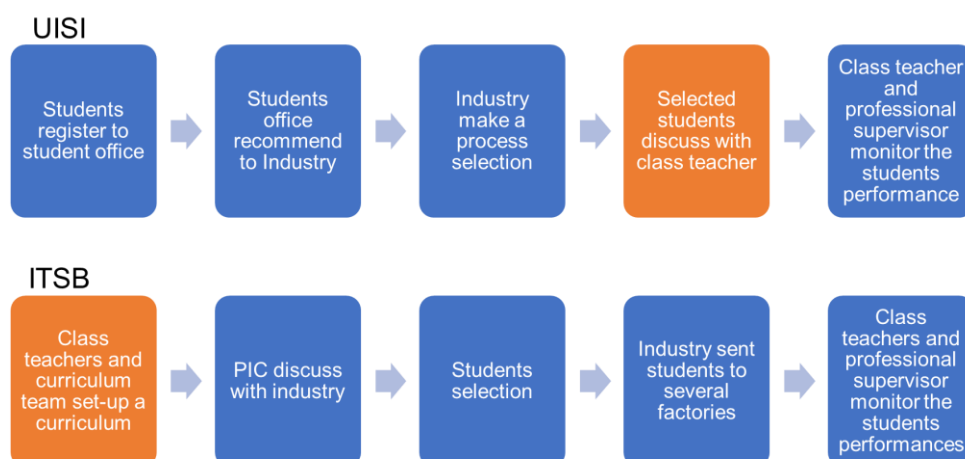 UISI
Students
register to
student office
Students
office
recommend
to Industry
Industry
make a
process
selection
Selected
students
discuss with
class teacher
Class teacher
and
professional
supervisor
monitor the
students
performance
ITSB
Class
teachers and
curriculum
team set-up a
curriculum
PIC discuss
with industry
Students
selection
Industry sent
students to
several
factories
Class
teachers and
professional
supervisor
monitor the
students
performances